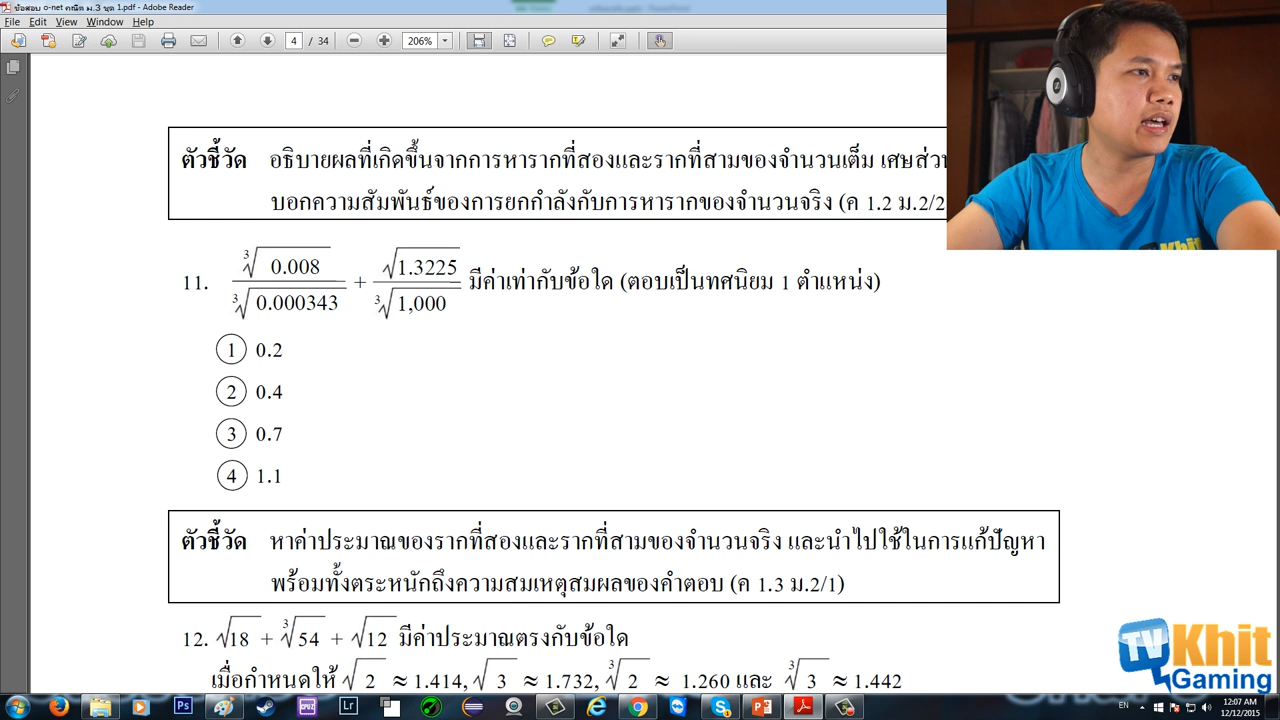 ข้อสอบ o-net คณิต ม.3 ชุด 1.pdf - Adobe Reader
File Edit View Window Help
4 / 34 206%
ตัวชี้วัด อธิบายผลที่เกิดขึ้นจากการหารากที่สองและรากที่สามของจำนวนเต็ม เศษส่วน
บอกความสัมพันธ์ของการยกกำลังกับการหารากของจำนวนจริง (ค 1.2 ม.2/2
11. ∛0.008 / ∛0.000343 + √1.3225 / ∛1,000 มีค่าเท่ากับข้อใด (ตอบเป็นทศนิยม 1 ตำแหน่ง)
1 0.2
2 0.4
3 0.7
4 1.1
ตัวชี้วัด หาค่าประมาณของรากที่สองและรากที่สามของจำนวนจริง และนำไปใช้ในการแก้ปัญหา
พร้อมทั้งตระหนักถึงความสมเหตุสมผลของคำตอบ (ค 1.3 ม.2/1)
12. √18 + ∛54 + √12 มีค่าประมาณตรงกับข้อใด
เมื่อกำหนดให้ √2 ≈ 1.414, √3 ≈ 1.732, ∛2 ≈ 1.260 และ ∛3 ≈ 1.442
TV Khit
Gaming
EN 12:07 AM
12/12/2015